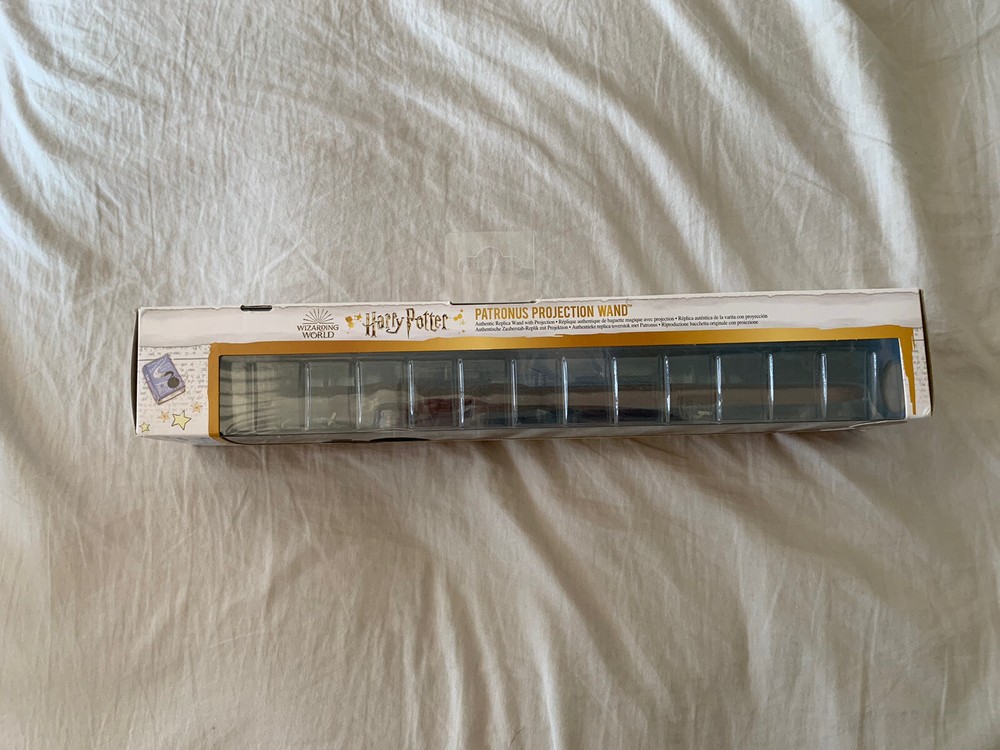 WIZARDING
WORLD
Harry Potter
PATRONUS PROJECTION WAND™
Authentic Replica Wand with Projection • Réplique authentique de baguette magique avec projection • Réplica auténtica de la varita con proyección
Authentische Zauberstab-Replik mit Projektion • Authentieke replica toverstok met Patronus • Riproduzione bacchetta originale con proiezione